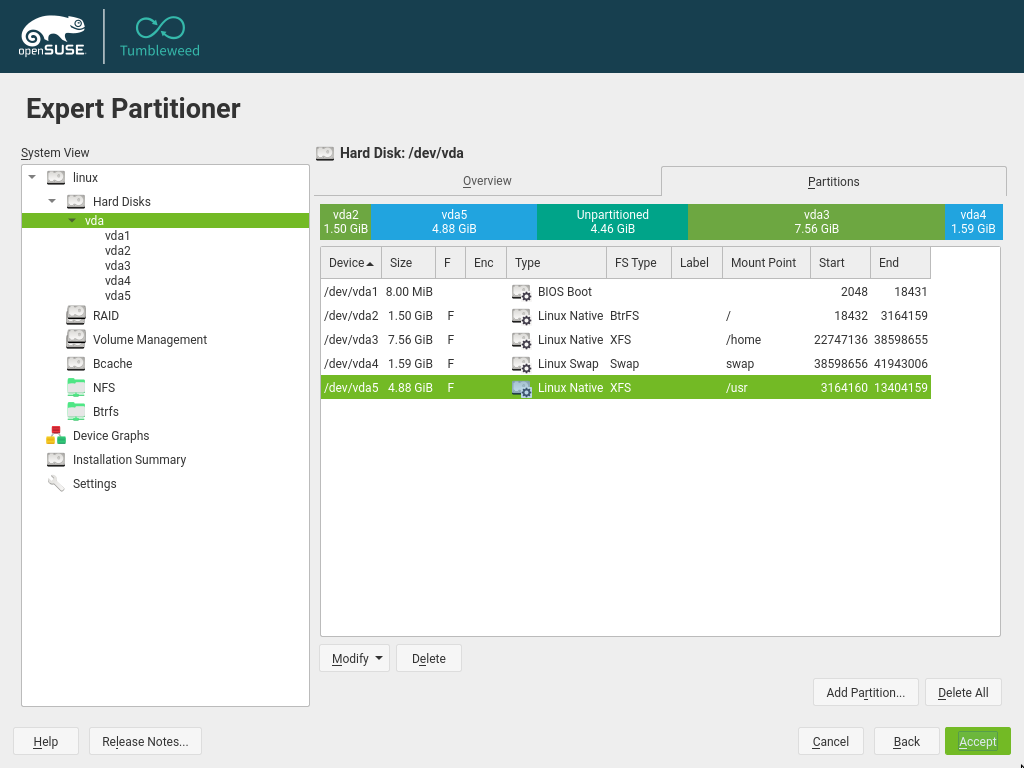 openSUSE Tumbleweed
Expert Partitioner
System View
linux
Hard Disks
vda
vda1
vda2
vda3
vda4
vda5
RAID
Volume Management
Bcache
NFS
Btrfs
Device Graphs
Installation Summary
Settings
Hard Disk: /dev/vda
Overview Partitions
vda2 vda5 Unpartitioned vda3 vda4
1.50 GiB 4.88 GiB 4.46 GiB 7.56 GiB 1.59 GiB
Device Size F Enc Type FS Type Label Mount Point Start End
/dev/vda1 8.00 MiB BIOS Boot 2048 18431
/dev/vda2 1.50 GiB F Linux Native BtrFS / 18432 3164159
/dev/vda3 7.56 GiB F Linux Native XFS /home 22747136 38598655
/dev/vda4 1.59 GiB F Linux Swap Swap swap 38598656 41943006
/dev/vda5 4.88 GiB F Linux Native XFS /usr 3164160 13404159
Modify Delete
Add Partition... Delete All
Help Release Notes... Cancel Back Accept